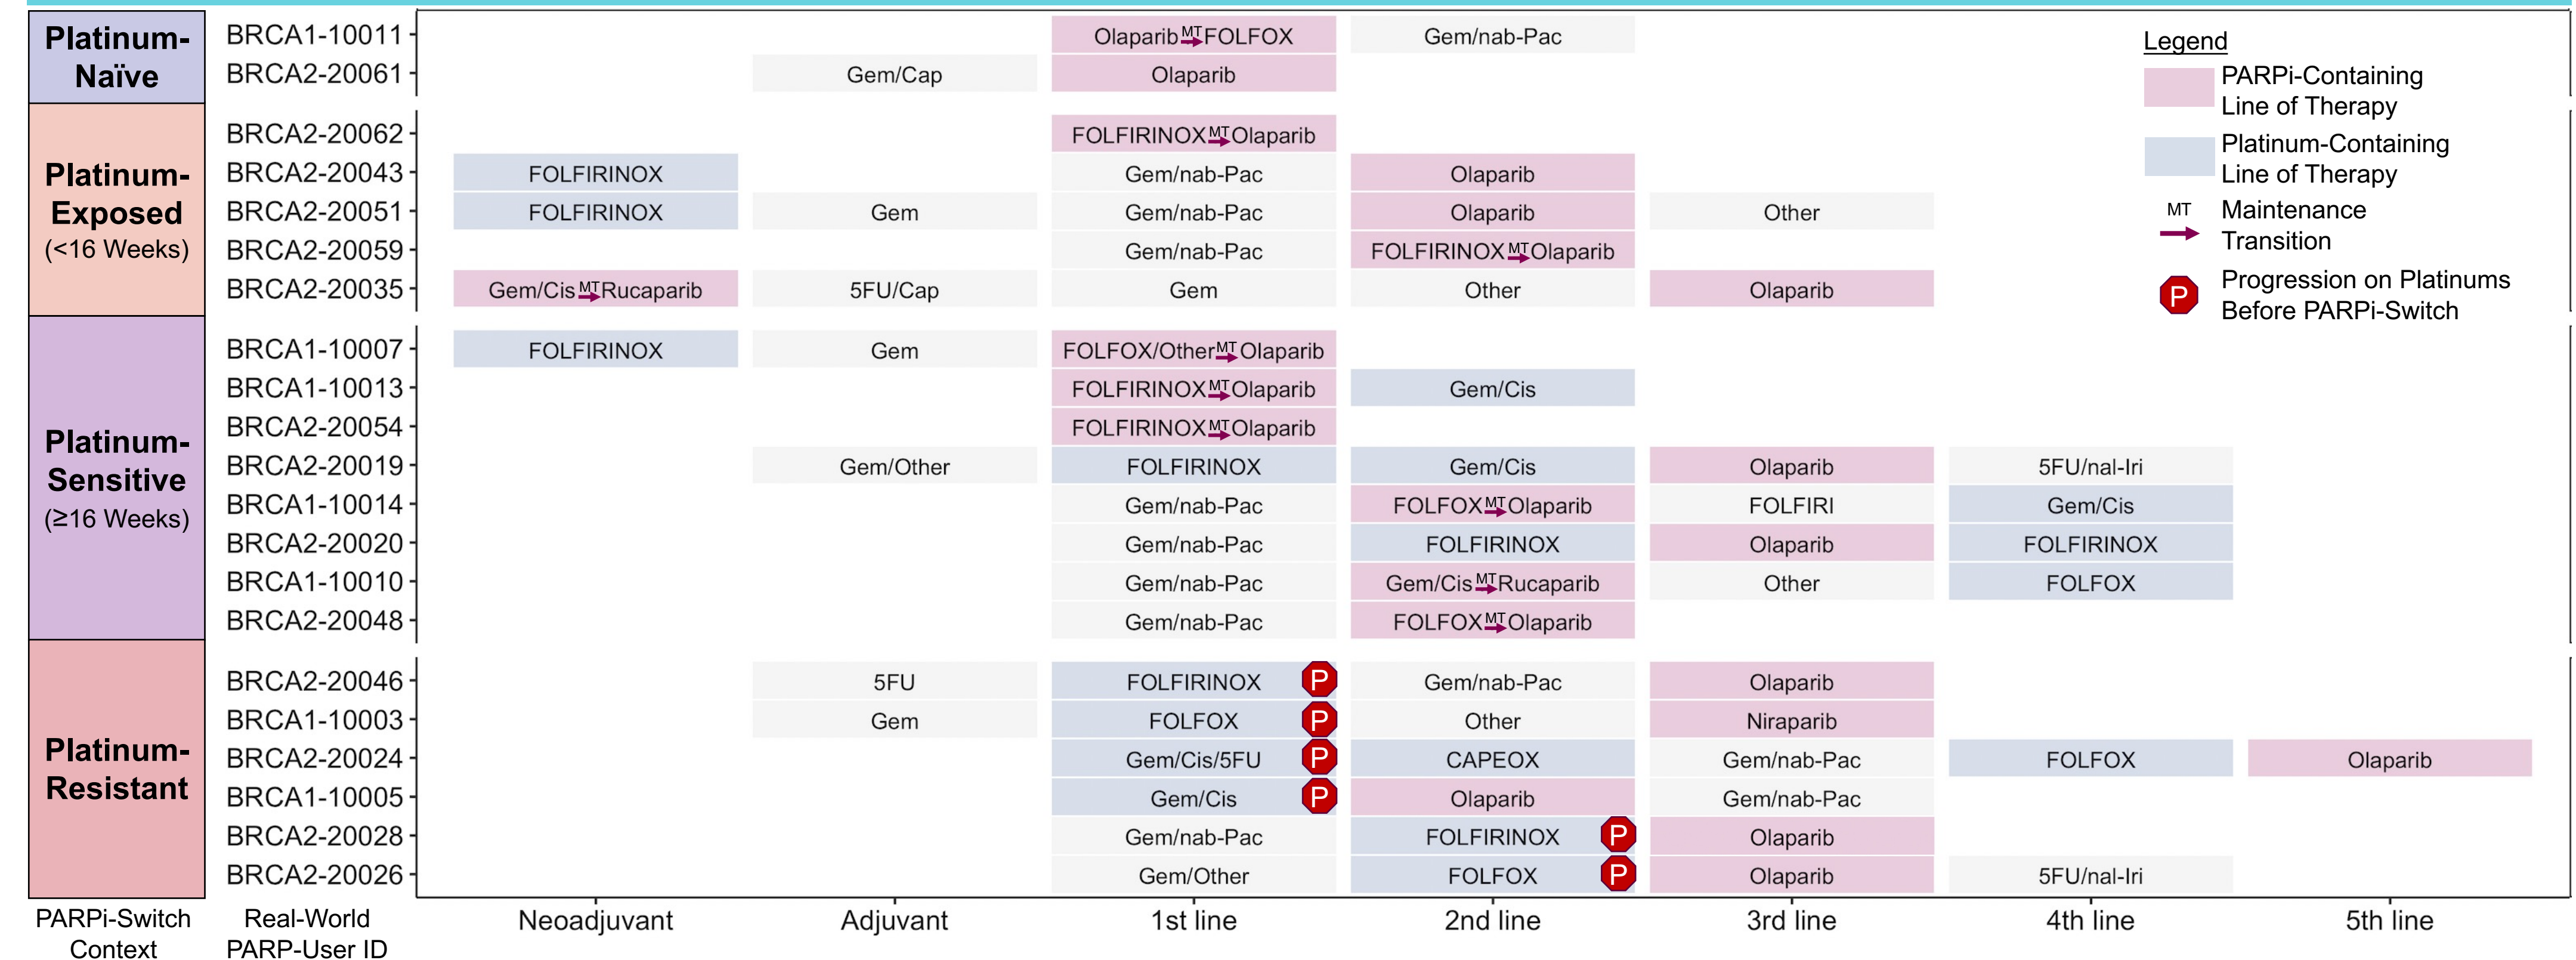 Platinum-
Naïve
BRCA1-10011
Olaparib MT FOLFOX
Gem/nab-Pac
BRCA2-20061
Gem/Cap
Olaparib
Platinum-
Exposed
(<16 Weeks)
BRCA2-20062
FOLFIRINOX MT Olaparib
BRCA2-20043
FOLFIRINOX
Gem/nab-Pac
Olaparib
BRCA2-20051
FOLFIRINOX
Gem
Gem/nab-Pac
Olaparib
Other
BRCA2-20059
Gem/nab-Pac
FOLFIRINOX MT Olaparib
BRCA2-20035
Gem/Cis MT Rucaparib
5FU/Cap
Gem
Other
Olaparib
Platinum-
Sensitive
(≥16 Weeks)
BRCA1-10007
FOLFIRINOX
Gem
FOLFOX/Other MT Olaparib
BRCA1-10013
FOLFIRINOX MT Olaparib
Gem/Cis
BRCA2-20054
FOLFIRINOX MT Olaparib
BRCA2-20019
Gem/Other
FOLFIRINOX
Gem/Cis
Olaparib
5FU/nal-Iri
BRCA1-10014
Gem/nab-Pac
FOLFOX MT Olaparib
FOLFIRI
Gem/Cis
BRCA2-20020
Gem/nab-Pac
FOLFIRINOX
Olaparib
FOLFIRINOX
BRCA1-10010
Gem/nab-Pac
Gem/Cis MT Rucaparib
Other
FOLFOX
BRCA2-20048
Gem/nab-Pac
FOLFOX MT Olaparib
Platinum-
Resistant
BRCA2-20046
5FU
FOLFIRINOX P
Gem/nab-Pac
Olaparib
BRCA1-10003
Gem
FOLFOX P
Other
Niraparib
BRCA2-20024
Gem/Cis/5FU P
CAPEOX
Gem/nab-Pac
FOLFOX
Olaparib
BRCA1-10005
Gem/Cis P
Olaparib
Gem/nab-Pac
BRCA2-20028
Gem/nab-Pac
FOLFIRINOX P
Olaparib
BRCA2-20026
Gem/Other
FOLFOX P
Olaparib
5FU/nal-Iri
PARPi-Switch
Context
Real-World
PARP-User ID
Neoadjuvant
Adjuvant
1st line
2nd line
3rd line
4th line
5th line
Legend
PARPi-Containing
Line of Therapy
Platinum-Containing
Line of Therapy
MT
Maintenance
Transition
P
Progression on Platinums
Before PARPi-Switch